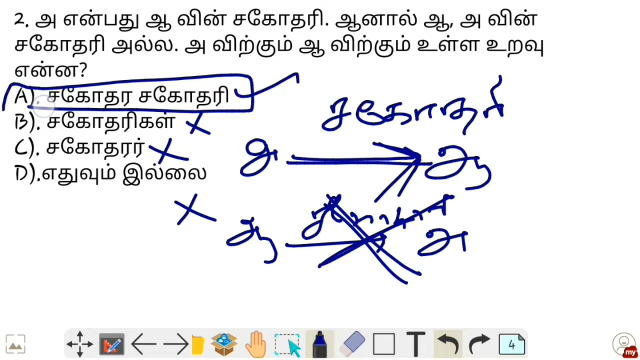 2. அ என்பது ஆ வின் சகோதரி. ஆனால் ஆ, அ வின்
சகோதரி அல்ல. அ விற்கும் ஆ விற்கும் உள்ள உறவு
என்ன?
A). சகோதர சகோதரி
B). சகோதரிகள்
C). சகோதரர்
D).எதுவும் இல்லை
சகோதரி
அ ஆ
ஆ அ
T 4
my